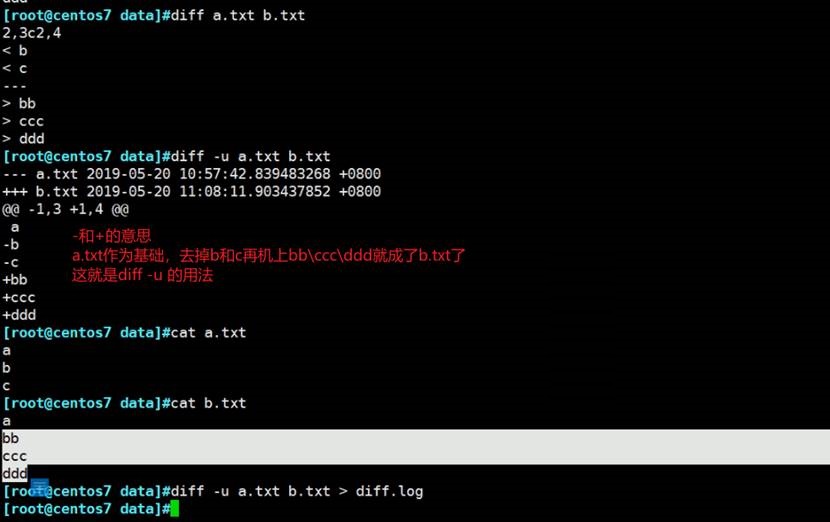 ddd
[root@centos7 data]#diff a.txt b.txt
2,3c2,4
< b
< c
---
> bb
> ccc
> ddd
[root@centos7 data]#diff -u a.txt b.txt
--- a.txt 2019-05-20 10:57:42.839483268 +0800
+++ b.txt 2019-05-20 11:08:11.903437852 +0800
@@ -1,3 +1,4 @@
 a
-b
-c
+bb
+ccc
+ddd
-和+的意思
a.txt作为基础，去掉b和c再机上bb\ccc\ddd就成了b.txt了
这就是diff -u 的用法
[root@centos7 data]#cat a.txt
a
b
c
[root@centos7 data]#cat b.txt
a
bb
ccc
ddd
[root@centos7 data]#diff -u a.txt b.txt > diff.log
[root@centos7 data]#